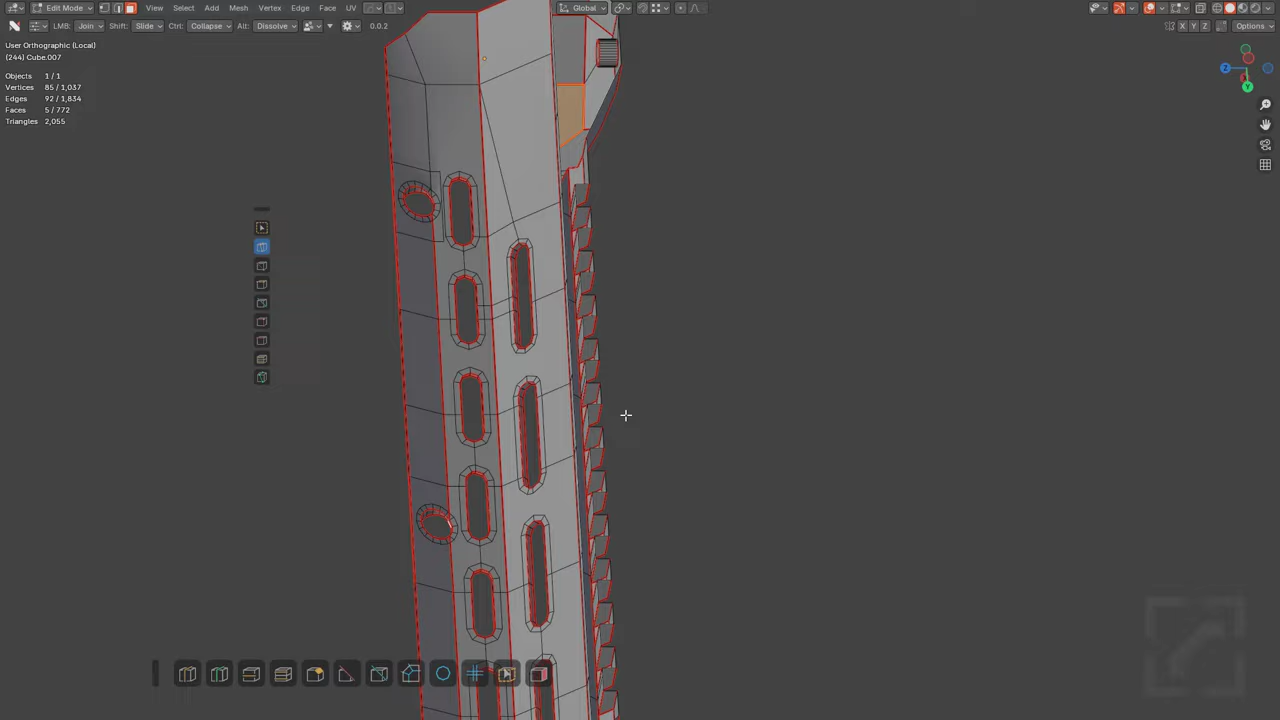 Edit Mode View Select Add Mesh Vertex Edge Face UV Global
LMB: Join Shift: Slide Ctrl: Collapse Alt: Dissolve 0.0.2 X Y Z Options
User Orthographic (Local)
(244) Cube.007
Objects 1 / 1
Vertices 85 / 1,037
Edges 92 / 1,834
Faces 5 / 772
Triangles 2,055
Z
Y